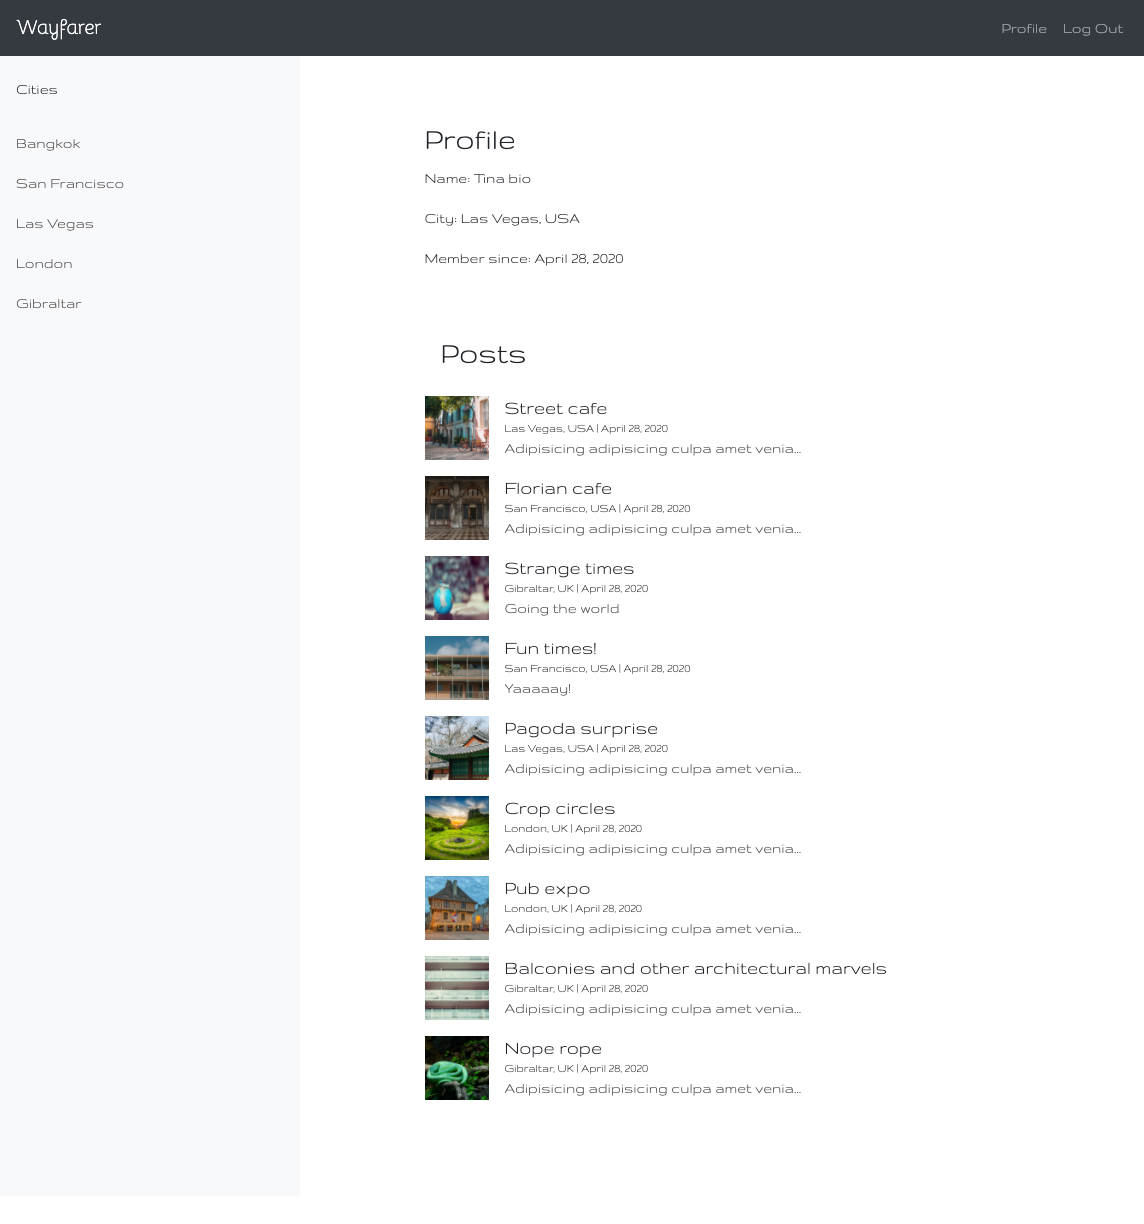 Wayfarer
Profile
Log Out
Cities
Bangkok
San Francisco
Las Vegas
London
Gibraltar
Profile
Name: Tina bio
City: Las Vegas, USA
Member since: April 28, 2020
Posts
Street cafe
Las Vegas, USA | April 28, 2020
Adipisicing adipisicing culpa amet venia...
Florian cafe
San Francisco, USA | April 28, 2020
Adipisicing adipisicing culpa amet venia...
Strange times
Gibraltar, UK | April 28, 2020
Going the world
Fun times!
San Francisco, USA | April 28, 2020
Yaaaaay!
Pagoda surprise
Las Vegas, USA | April 28, 2020
Adipisicing adipisicing culpa amet venia...
Crop circles
London, UK | April 28, 2020
Adipisicing adipisicing culpa amet venia...
Pub expo
London, UK | April 28, 2020
Adipisicing adipisicing culpa amet venia...
Balconies and other architectural marvels
Gibraltar, UK | April 28, 2020
Adipisicing adipisicing culpa amet venia...
Nope rope
Gibraltar, UK | April 28, 2020
Adipisicing adipisicing culpa amet venia...